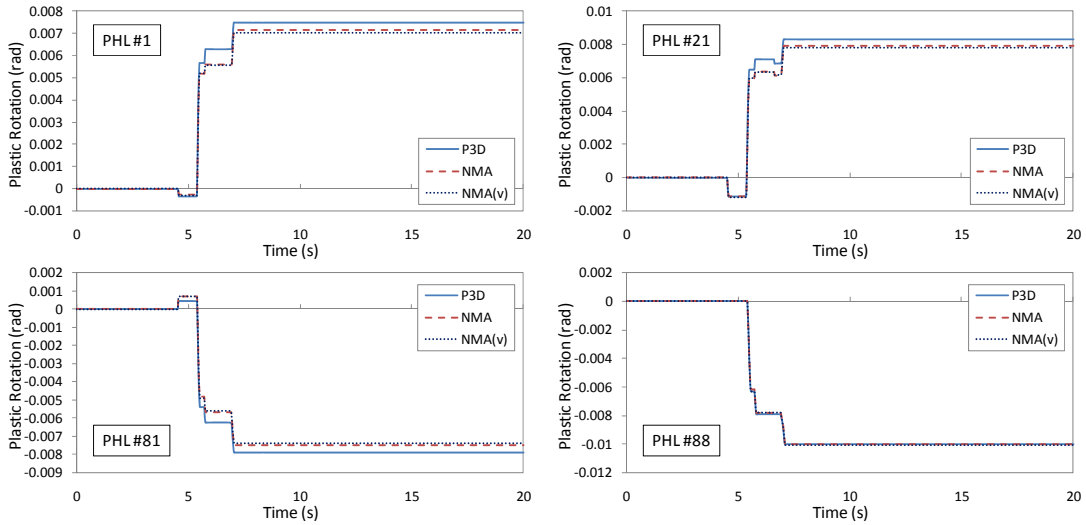 0.008
0.007
0.006
0.005
0.004
0.003
0.002
0.001
0
-0.001
Plastic Rotation (rad)
PHL #1
P3D
NMA
NMA(v)
0 5 10 15 20
Time (s)
0.01
0.008
0.006
0.004
0.002
0
-0.002
Plastic Rotation (rad)
PHL #21
P3D
NMA
NMA(v)
0 5 10 15 20
Time (s)
0.002
0.001
0
-0.001
-0.002
-0.003
-0.004
-0.005
-0.006
-0.007
-0.008
-0.009
Plastic Rotation (rad)
PHL #81
P3D
NMA
NMA(v)
0 5 10 15 20
Time (s)
0.002
0
-0.002
-0.004
-0.006
-0.008
-0.01
-0.012
Plastic Rotation (rad)
PHL #88
P3D
NMA
NMA(v)
0 5 10 15 20
Time (s)